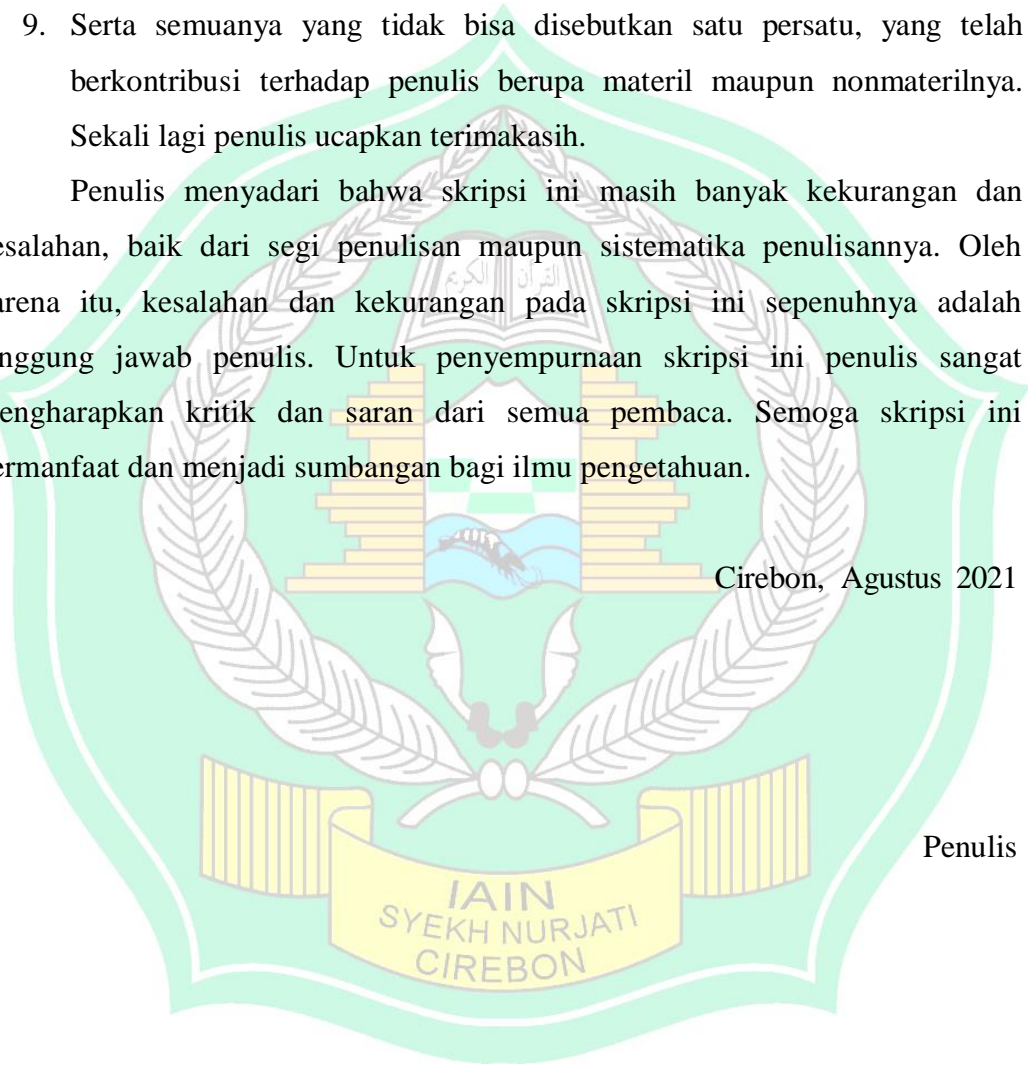 9. Serta semuanya yang tidak bisa disebutkan satu persatu, yang telah
berkontribusi terhadap penulis berupa materil maupun nonmaterilnya.
Sekali lagi penulis ucapkan terimakasih.
Penulis menyadari bahwa skripsi ini masih banyak kekurangan dan
esalahan, baik dari segi penulisan maupun sistematika penulisannya. Oleh
arena itu, kesalahan dan kekurangan pada skripsi ini sepenuhnya adalah
nggung jawab penulis. Untuk penyempurnaan skripsi ini penulis sangat
engharapkan kritik dan saran dari semua pembaca. Semoga skripsi ini
ermanfaat dan menjadi sumbangan bagi ilmu pengetahuan.
القرآن الكريم
Cirebon, Agustus 2021
Penulis
IAIN
SYEKH NURJATI
CIREBON